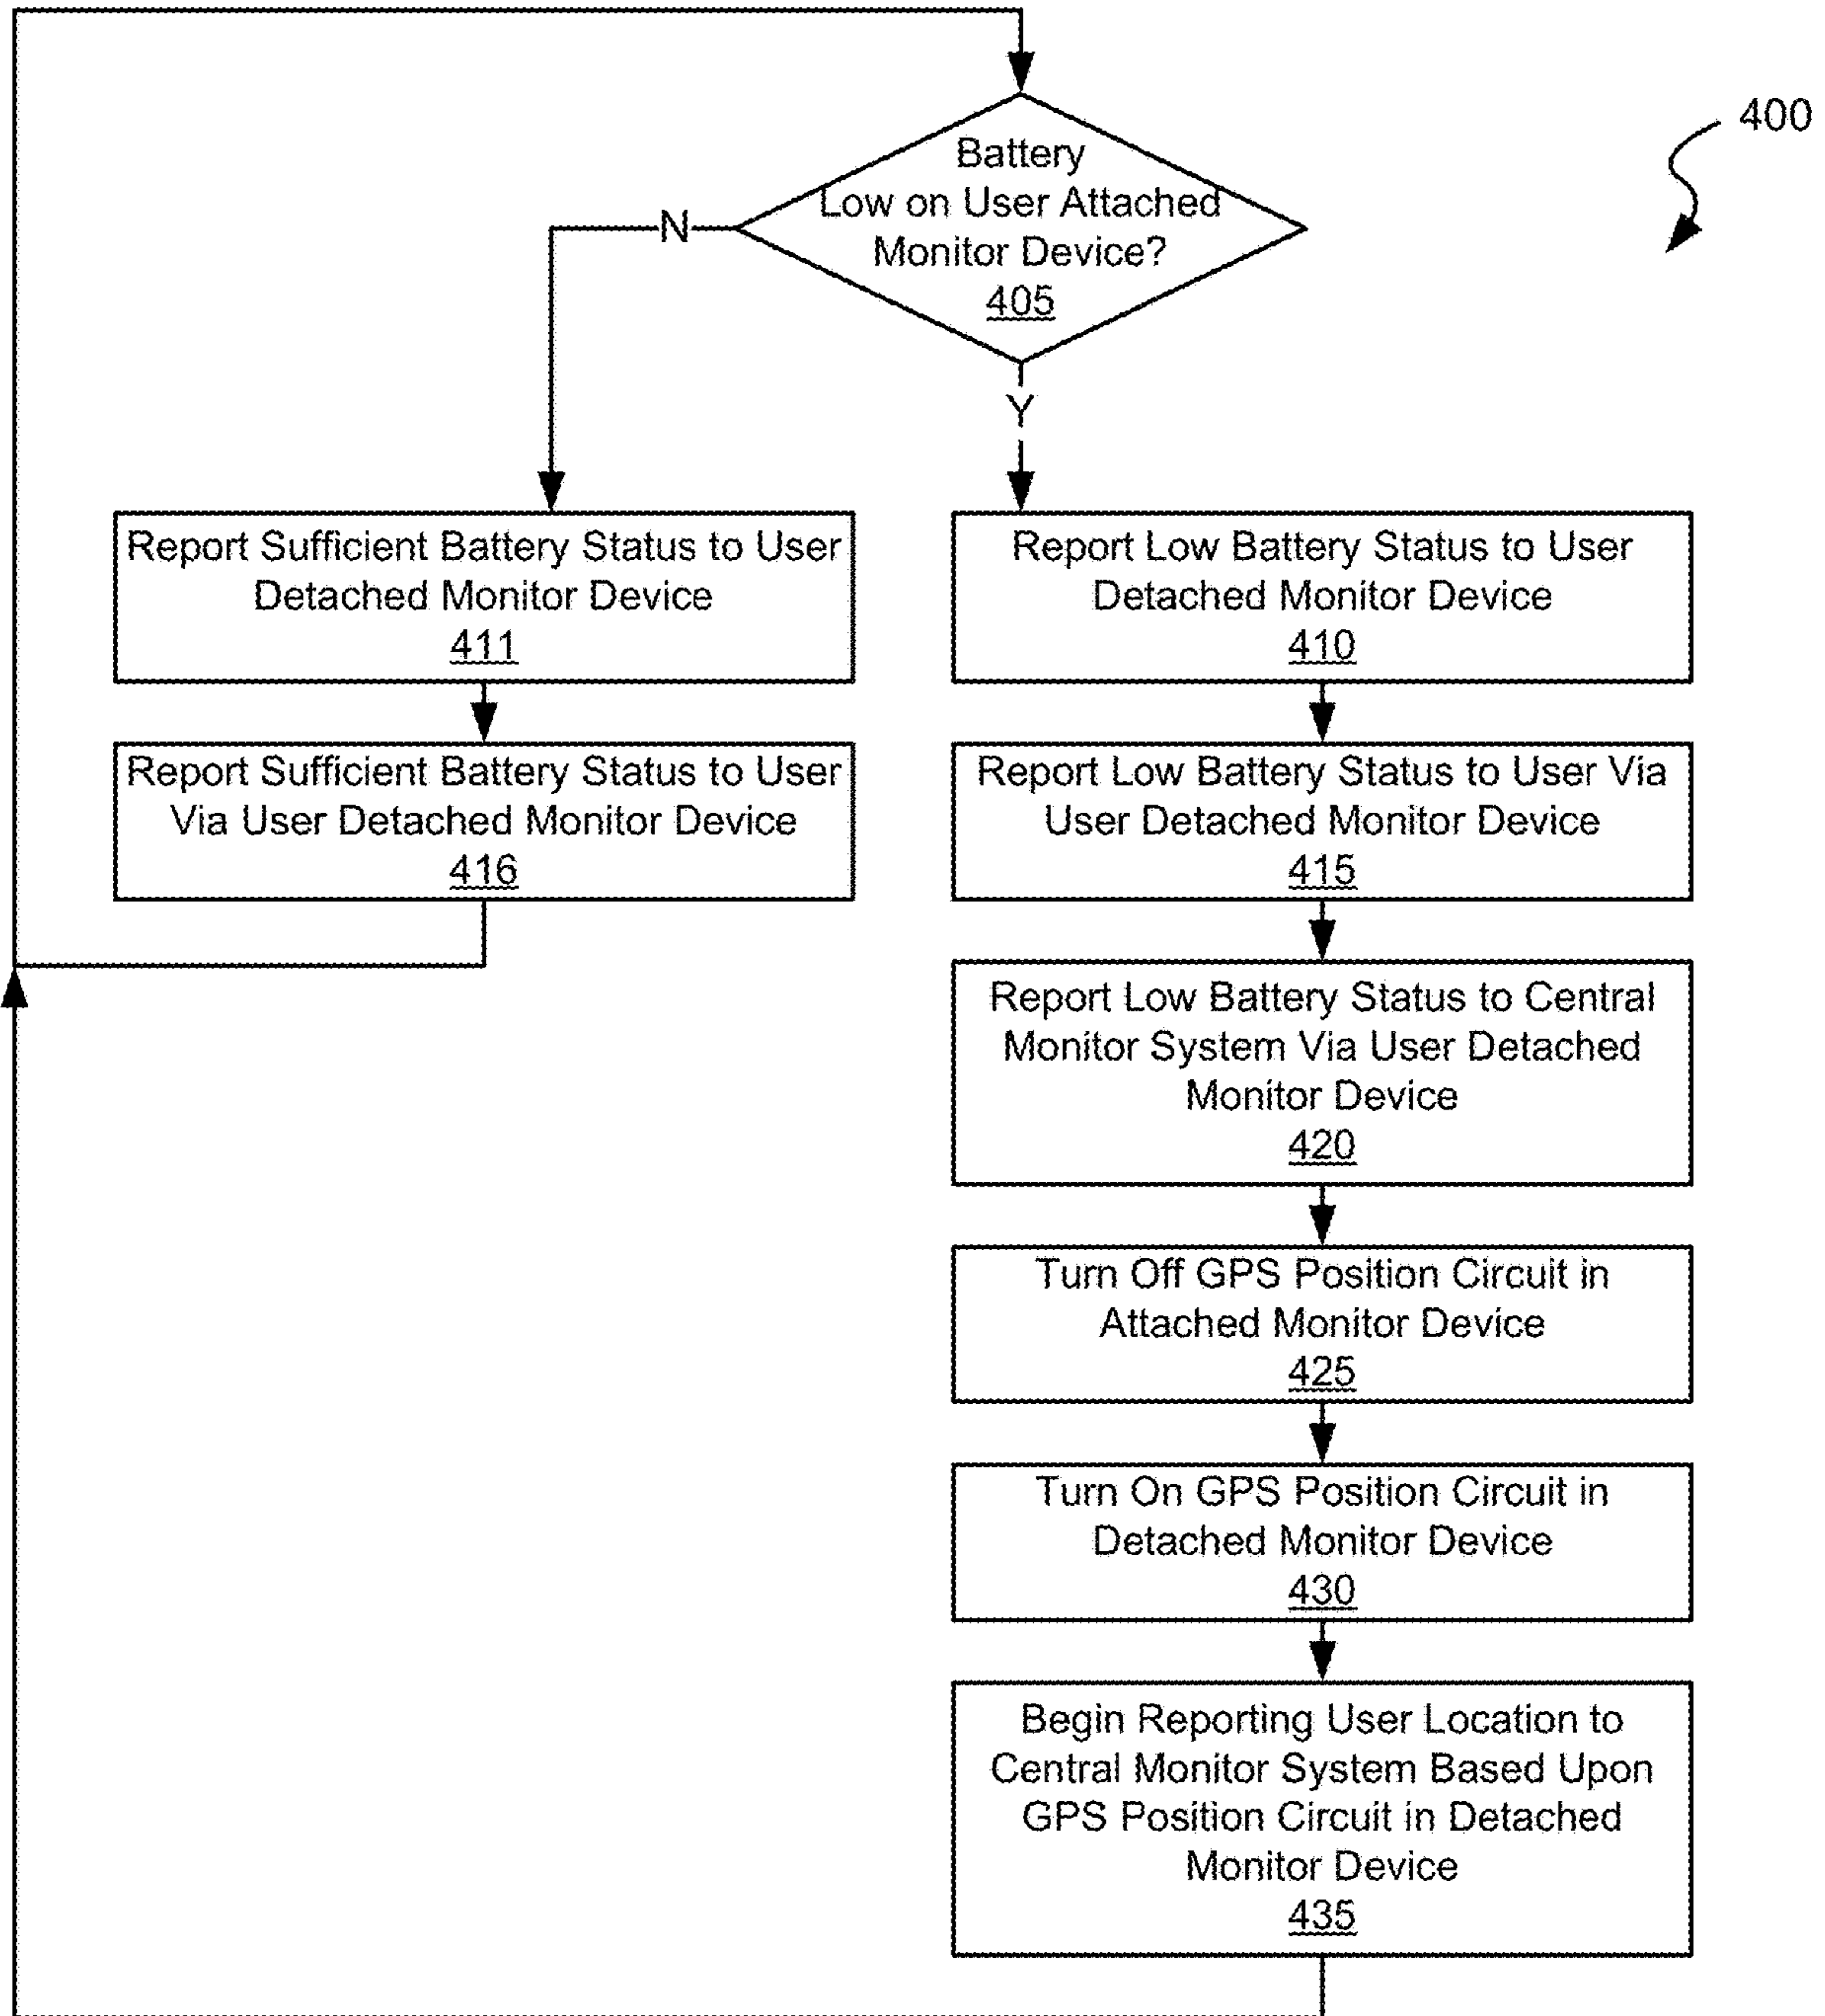 400
Battery
Low on User Attached
Monitor Device?
405
N
Y
Report Sufficient Battery Status to User
Detached Monitor Device
411
Report Low Battery Status to User
Detached Monitor Device
410
Report Sufficient Battery Status to User
Via User Detached Monitor Device
416
Report Low Battery Status to User Via
User Detached Monitor Device
415
Report Low Battery Status to Central
Monitor System Via User Detached
Monitor Device
420
Turn Off GPS Position Circuit in
Attached Monitor Device
425
Turn On GPS Position Circuit in
Detached Monitor Device
430
Begin Reporting User Location to
Central Monitor System Based Upon
GPS Position Circuit in Detached
Monitor Device
435